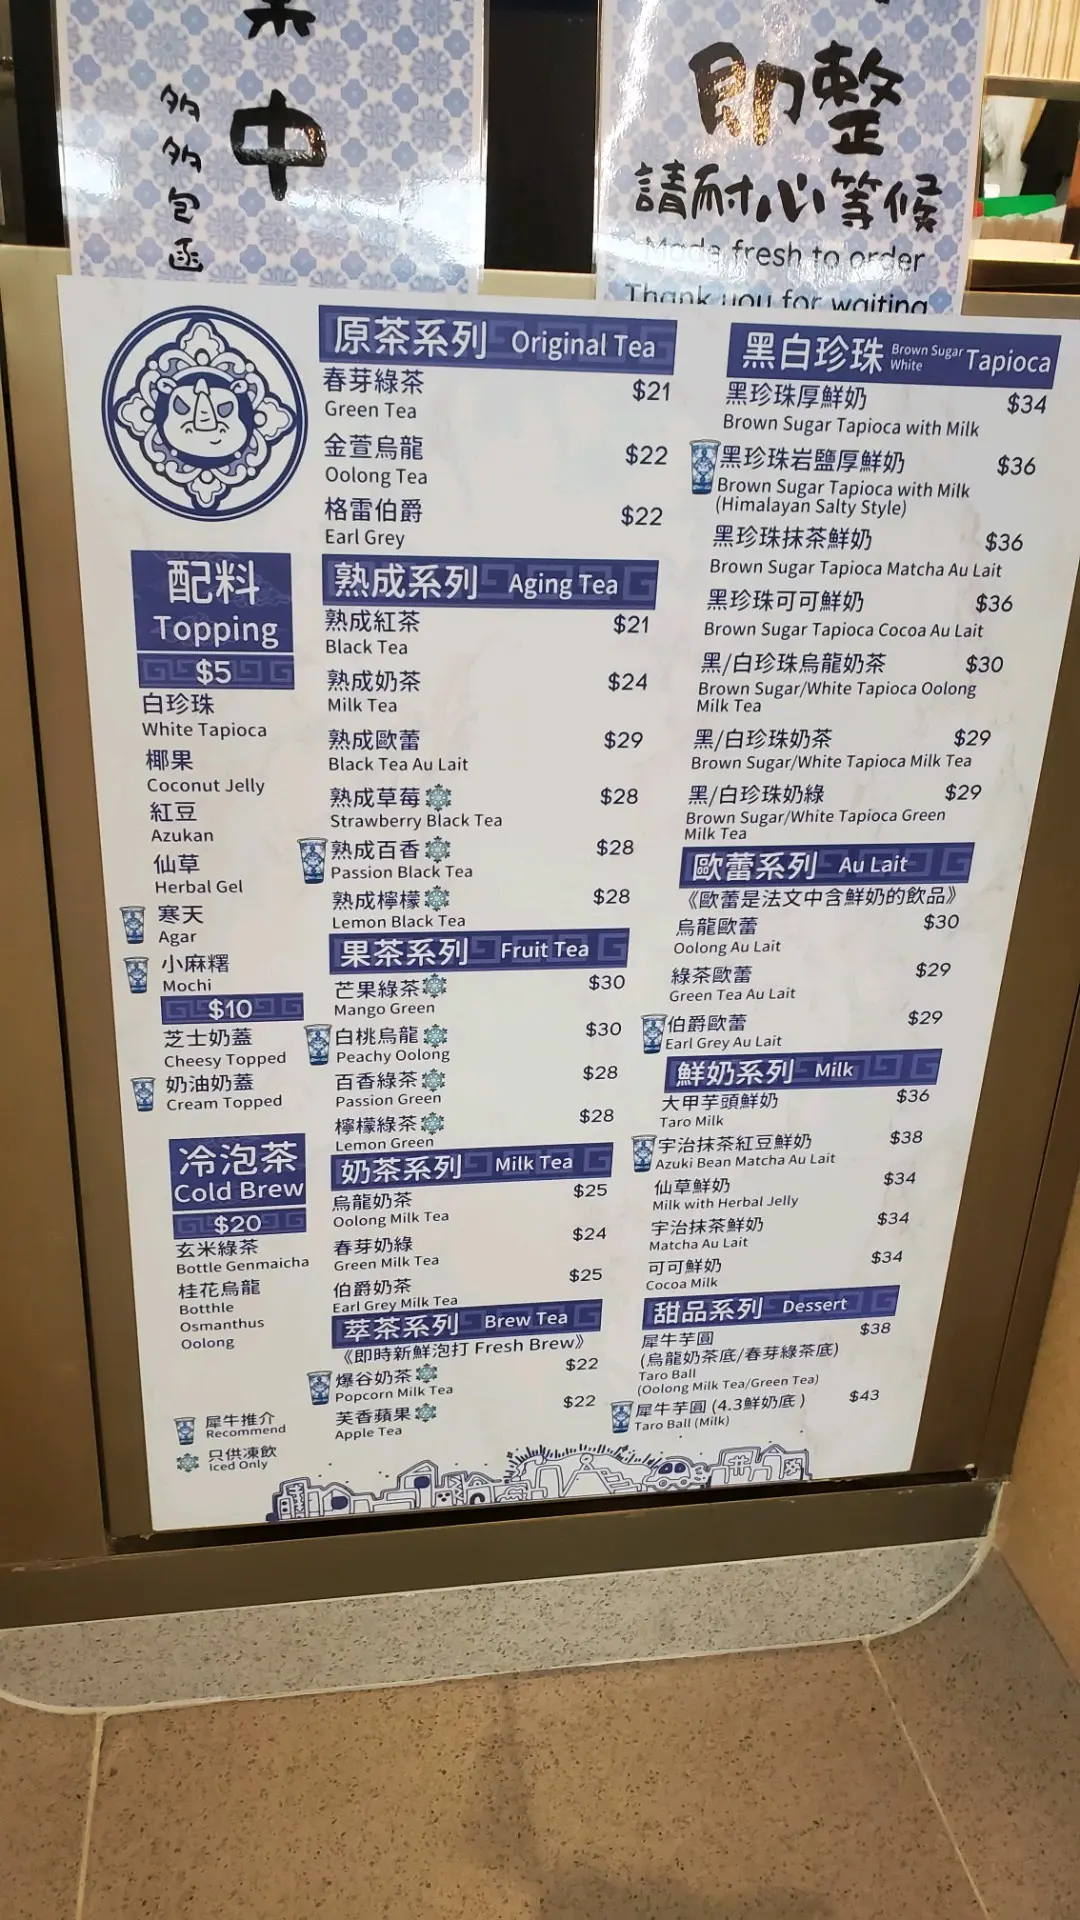 中
多多包函
即整
請耐心等候
Made fresh to order
Thank you for waiting
原茶系列 Original Tea
春芽綠茶 $21
Green Tea
金萱烏龍 $22
Oolong Tea
格雷伯爵 $22
Earl Grey
熟成系列 Aging Tea
熟成紅茶 $21
Black Tea
熟成奶茶 $24
Milk Tea
熟成歐蕾 $29
Black Tea Au Lait
熟成草莓 $28
Strawberry Black Tea
熟成百香 $28
Passion Black Tea
熟成檸檬 $28
Lemon Black Tea
果茶系列 Fruit Tea
芒果綠茶 $30
Mango Green
白桃烏龍 $30
Peachy Oolong
百香綠茶 $28
Passion Green
檸檬綠茶 $28
Lemon Green
奶茶系列 Milk Tea
烏龍奶茶 $25
Oolong Milk Tea
春芽奶綠 $24
Green Milk Tea
伯爵奶茶 $25
Earl Grey Milk Tea
萃茶系列 Brew Tea
《即時新鮮泡打 Fresh Brew》
爆谷奶茶 $22
Popcorn Milk Tea
芙香蘋果 $22
Apple Tea
配料
Topping
$5
白珍珠
White Tapioca
椰果
Coconut Jelly
紅豆
Azukan
仙草
Herbal Gel
寒天
Agar
小麻糬
Mochi
$10
芝士奶蓋
Cheesy Topped
奶油奶蓋
Cream Topped
冷泡茶
Cold Brew
$20
玄米綠茶
Bottle Genmaicha
桂花烏龍
Botthle
Osmanthus
Oolong
犀牛推介
Recommend
只供凍飲
Iced Only
黑白珍珠 Brown Sugar White Tapioca
黑珍珠厚鮮奶 $34
Brown Sugar Tapioca with Milk
黑珍珠岩鹽厚鮮奶 $36
Brown Sugar Tapioca with Milk
(Himalayan Salty Style)
黑珍珠抹茶鮮奶 $36
Brown Sugar Tapioca Matcha Au Lait
黑珍珠可可鮮奶 $36
Brown Sugar Tapioca Cocoa Au Lait
黑/白珍珠烏龍奶茶 $30
Brown Sugar/White Tapioca Oolong
Milk Tea
黑/白珍珠奶茶 $29
Brown Sugar/White Tapioca Milk Tea
黑/白珍珠奶綠 $29
Brown Sugar/White Tapioca Green
Milk Tea
歐蕾系列 Au Lait
《歐蕾是法文中含鮮奶的飲品》
烏龍歐蕾 $30
Oolong Au Lait
綠茶歐蕾 $29
Green Tea Au Lait
伯爵歐蕾 $29
Earl Grey Au Lait
鮮奶系列 Milk
大甲芋頭鮮奶 $36
Taro Milk
宇治抹茶紅豆鮮奶 $38
Azuki Bean Matcha Au Lait
仙草鮮奶 $34
Milk with Herbal Jelly
宇治抹茶鮮奶 $34
Matcha Au Lait
可可鮮奶 $34
Cocoa Milk
甜品系列 Dessert
犀牛芋圓 $38
(烏龍奶茶底/春芽綠茶底)
Taro Ball
(Oolong Milk Tea/Green Tea)
犀牛芋圓 (4.3鮮奶底 ) $43
Taro Ball (Milk)